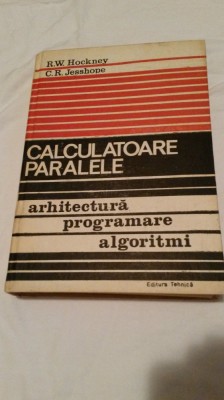 R.W. Hockney
C.R. Jesshope
CALCULATOARE
PARALELE
arhitectură
programare
algoritmi
Editura Tehnică